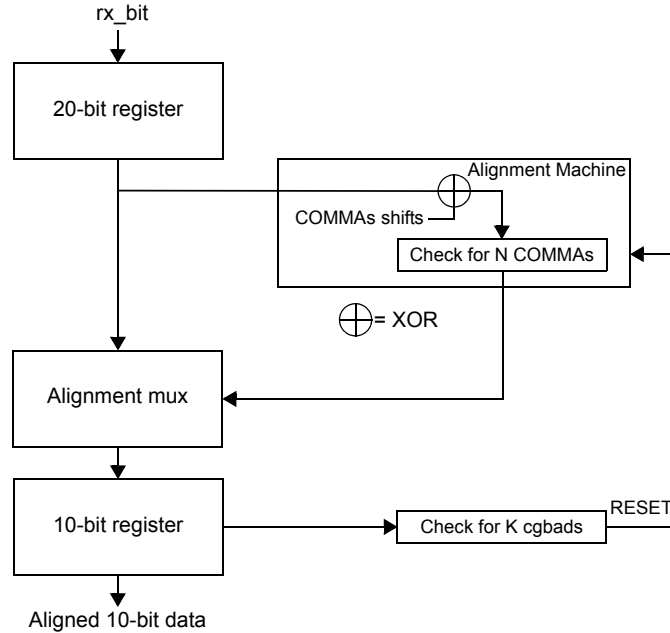 rx_bit
20-bit register
Alignment Machine
COMMAs shifts
Check for N COMMAs
= XOR
Alignment mux
10-bit register
Check for K cgbads
RESET
Aligned 10-bit data